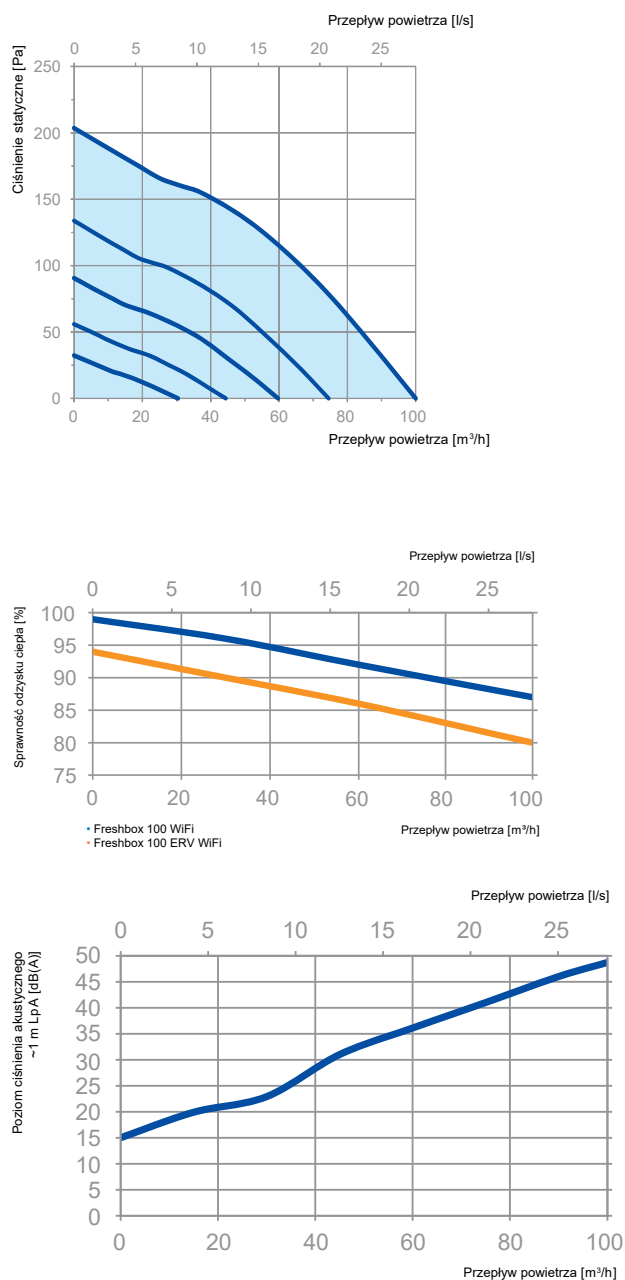 Przepływ powietrza [l/s]
0 5 10 15 20 25
Ciśnienie statyczne [Pa]
250
200
150
100
50
0
0 20 40 60 80 100
Przepływ powietrza [m³/h]
Przepływ powietrza [l/s]
0 5 10 15 20 25
Sprawność odzysku ciepła [%]
100
95
90
85
80
75
0 20 40 60 80 100
• Freshbox 100 WiFi
• Freshbox 100 ERV WiFi
Przepływ powietrza [m³/h]
Przepływ powietrza [l/s]
0 5 10 15 20 25
Poziom ciśnienia akustycznego
~1 m LpA [dB(A)]
50
45
40
35
30
25
20
15
10
5
0
0 20 40 60 80 100
Przepływ powietrza [m³/h]